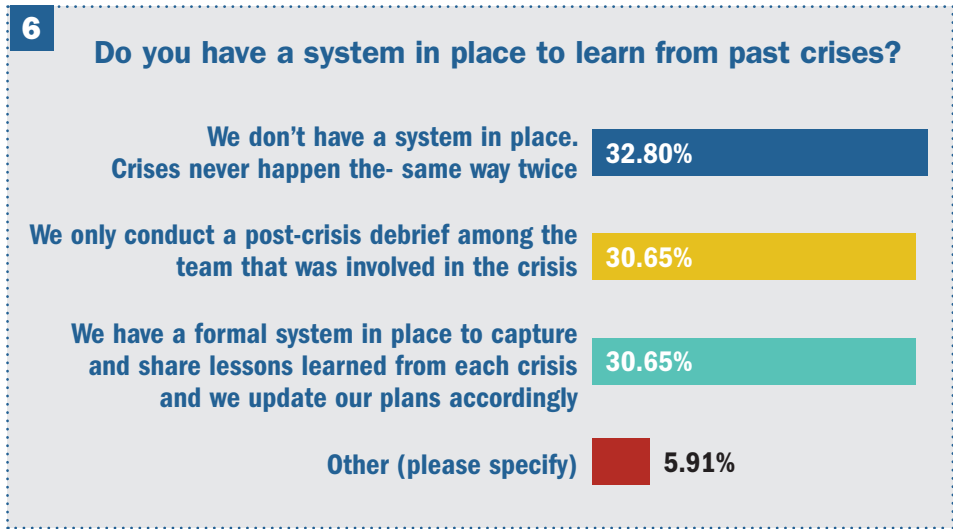 6
Do you have a system in place to learn from past crises?
We don’t have a system in place.
Crises never happen the- same way twice
32.80%
We only conduct a post-crisis debrief among the
team that was involved in the crisis
30.65%
We have a formal system in place to capture
and share lessons learned from each crisis
and we update our plans accordingly
30.65%
Other (please specify)
5.91%